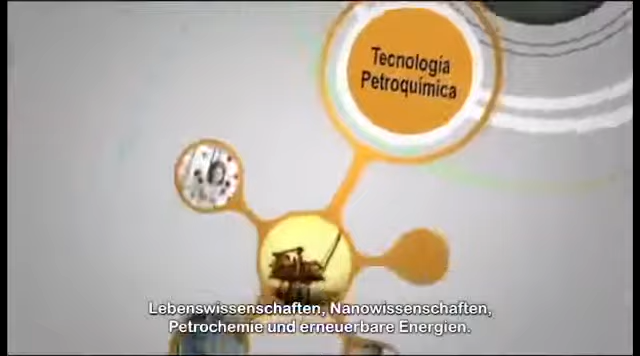 Tecnología
Petroquímica
Lebenswissenschaften, Nanowissenschaften,
Petrochemie und erneuerbare Energien.